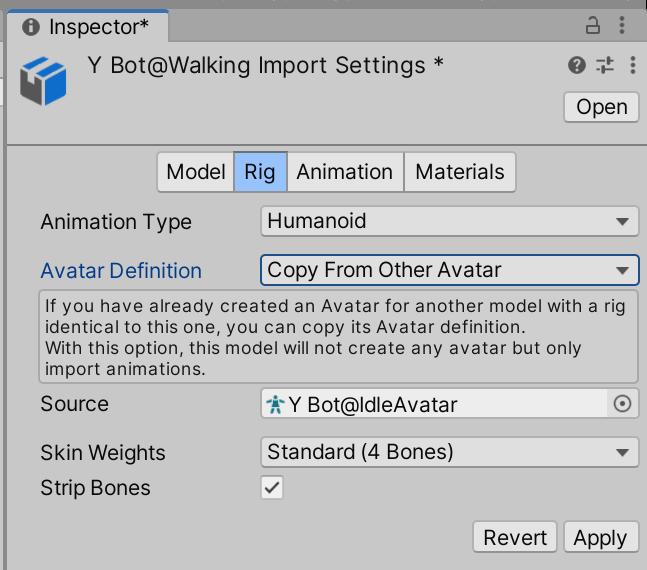 Inspector*
Y Bot@Walking Import Settings *
Open
Model Rig Animation Materials
Animation Type Humanoid
Avatar Definition Copy From Other Avatar
If you have already created an Avatar for another model with a rig
identical to this one, you can copy its Avatar definition.
With this option, this model will not create any avatar but only
import animations.
Source Y Bot@IdleAvatar
Skin Weights Standard (4 Bones)
Strip Bones
Revert Apply